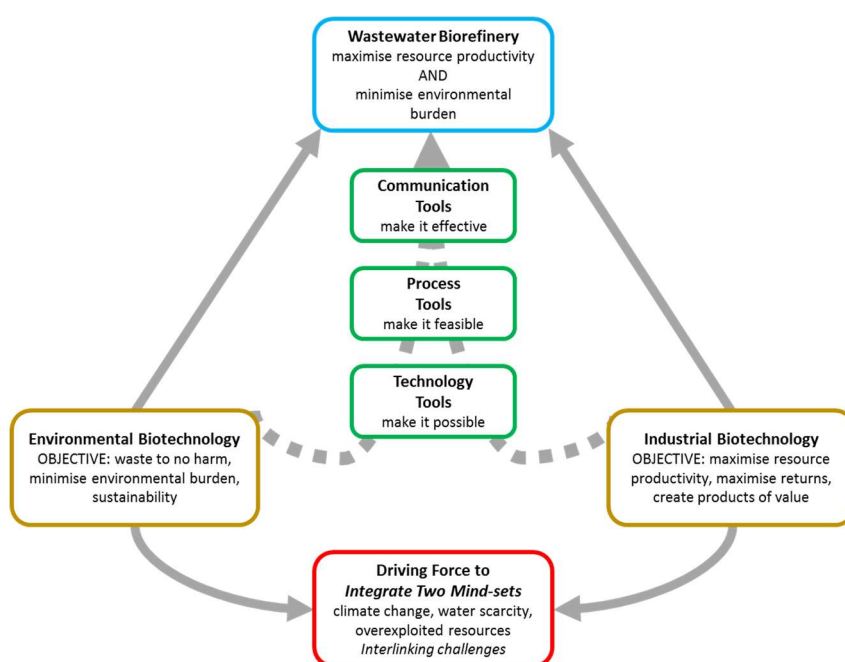 Wastewater Biorefinery
maximise resource productivity
AND
minimise environmental
burden
Communication
Tools
make it effective
Process
Tools
make it feasible
Technology
Tools
make it possible
Environmental Biotechnology
OBJECTIVE: waste to no harm,
minimise environmental burden,
sustainability
Industrial Biotechnology
OBJECTIVE: maximise resource
productivity, maximise returns,
create products of value
Driving Force to
Integrate Two Mind-sets
climate change, water scarcity,
overexploited resources
Interlinking challenges